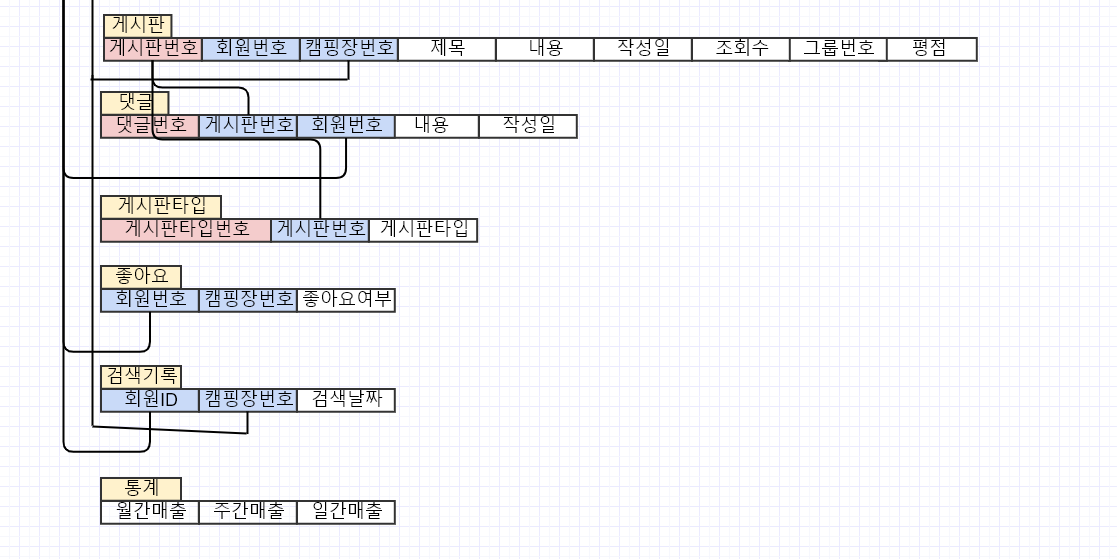 게시판
게시판번호 회원번호 캠핑장번호 제목 내용 작성일 조회수 그룹번호 평점
댓글
댓글번호 게시판번호 회원번호 내용 작성일
게시판타입
게시판타입번호 게시판번호 게시판타입
좋아요
회원번호 캠핑장번호 좋아요여부
검색기록
회원ID 캠핑장번호 검색날짜
통계
월간매출 주간매출 일간매출